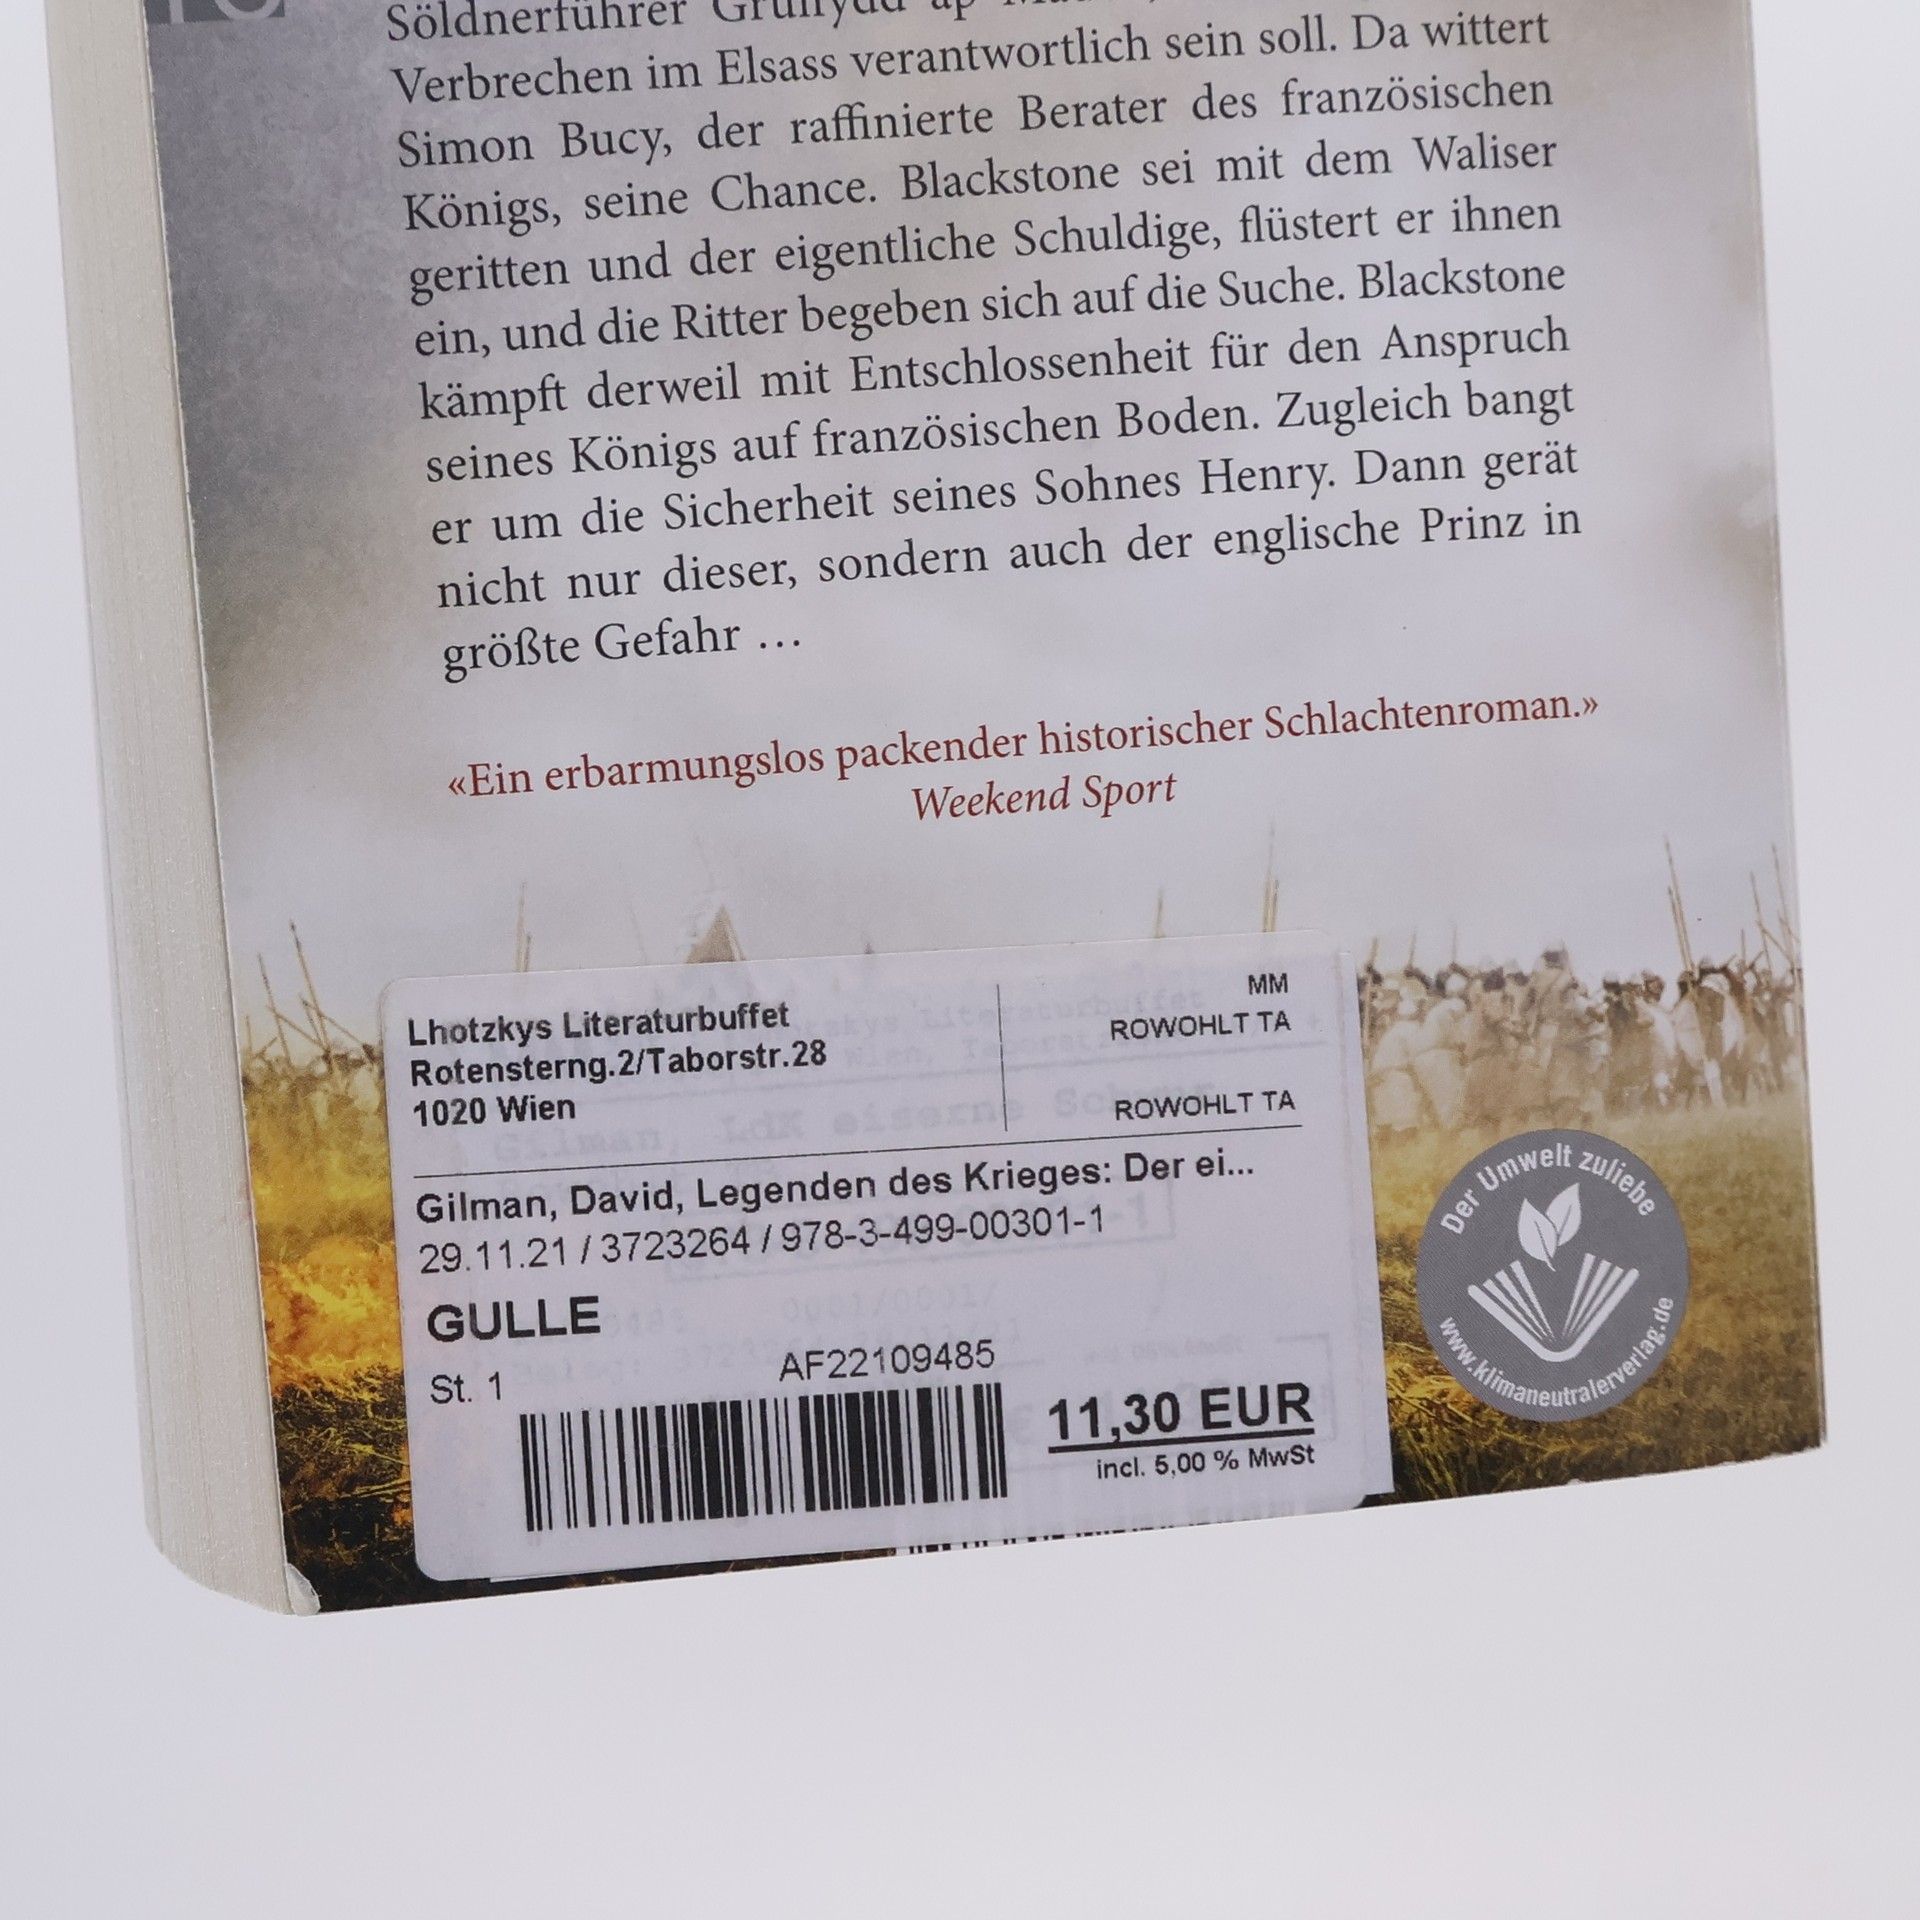 Söldnerführer Gruffydd ap
Verbrechen im Elsass verantwortlich sein soll. Da wittert
Simon Bucy, der raffinierte Berater des französischen
Königs, seine Chance. Blackstone sei mit dem Waliser
geritten und der eigentliche Schuldige, flüstert er ihnen
ein, und die Ritter begeben sich auf die Suche. Blackstone
kämpft derweil mit Entschlossenheit für den Anspruch
seines Königs auf französischen Boden. Zugleich bangt
er um die Sicherheit seines Sohnes Henry. Dann gerät
nicht nur dieser, sondern auch der englische Prinz in
größte Gefahr …
«Ein erbarmungslos packender historischer Schlachtenroman.»
Weekend Sport
Lhotzkys Literaturbuffet
Rotensterng.2/Taborstr.28
1020 Wien
MM
ROWOHLT TA
ROWOHLT TA
Gilman, David, Legenden des Krieges: Der ei...
29.11.21 / 3723264 / 978-3-499-00301-1
GULLE
St. 1
AF22109485
11,30 EUR
incl. 5,00 % MwSt
Der Umwelt zuliebe
www.klimaneutralerverlag.de